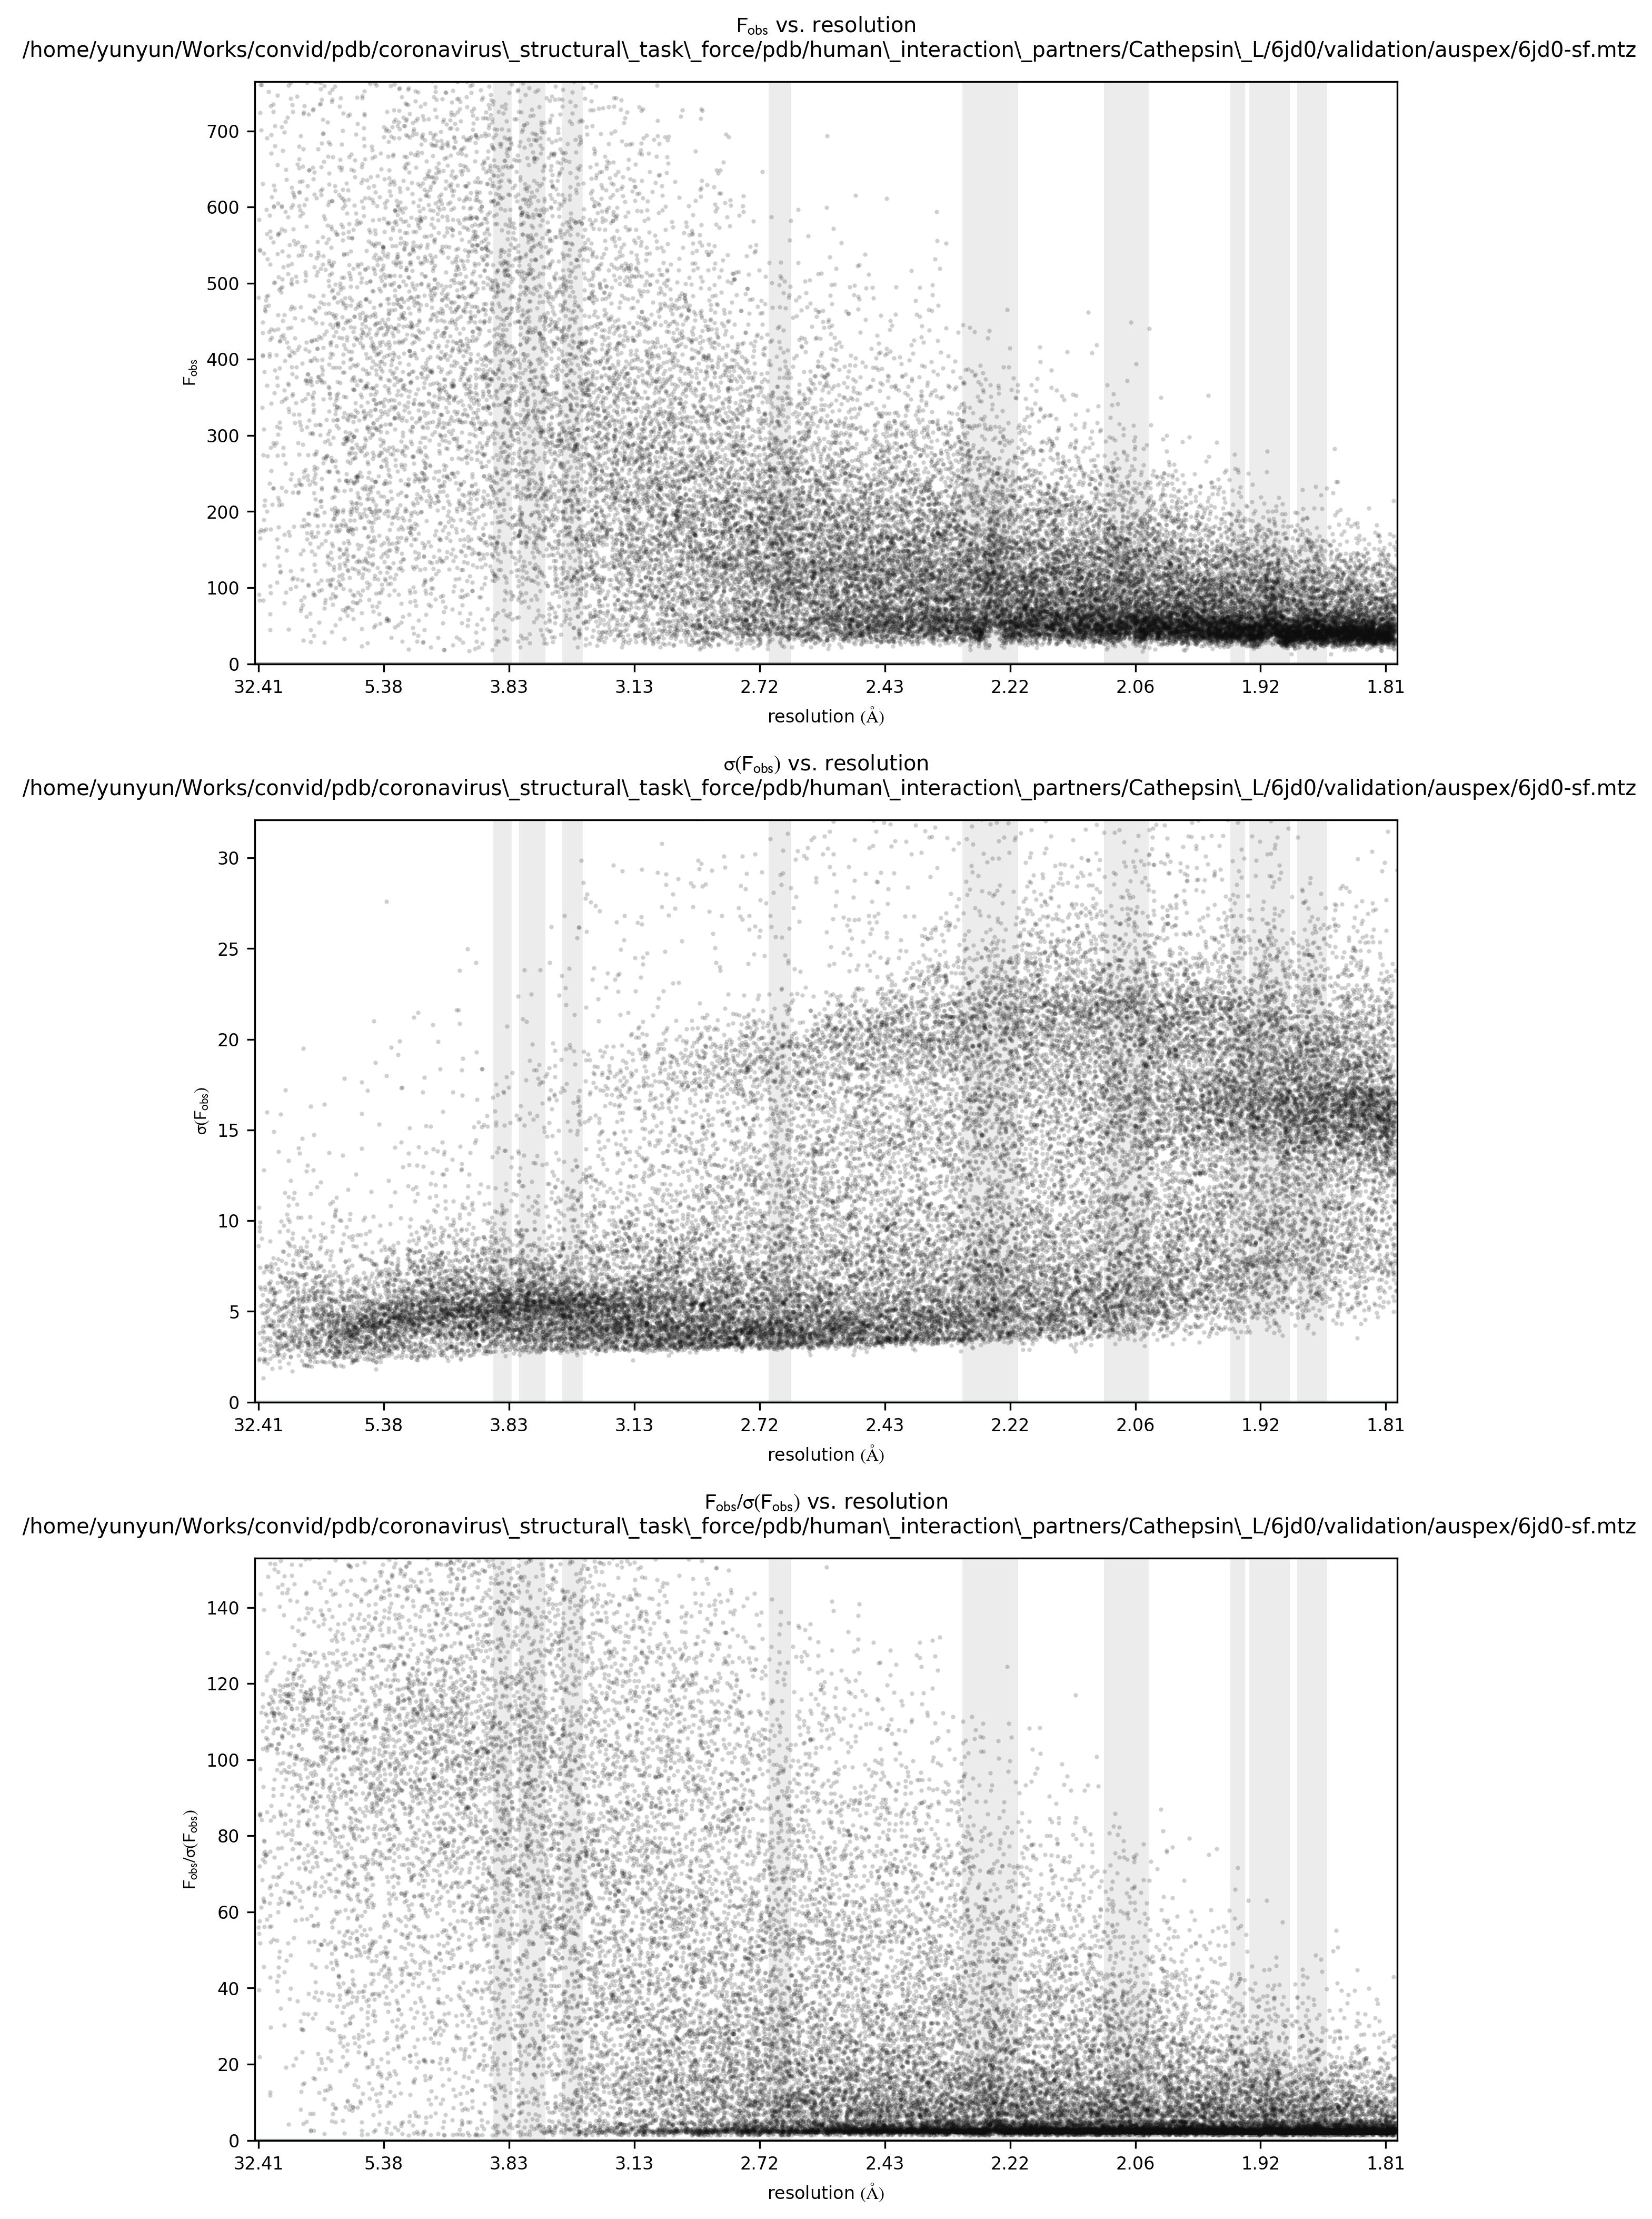 Fobs vs. resolution
/home/yunyun/Works/convid/pdb/coronavirus\_structural\_task\_force/pdb/human\_interaction\_partners/Cathepsin\_L/6jd0/validation/auspex/6jd0-sf.mtz
700
600
500
400
300
200
100
0
Fobs
32.41 5.38 3.83 3.13 2.72 2.43 2.22 2.06 1.92 1.81
resolution (Å)
σ(Fobs) vs. resolution
/home/yunyun/Works/convid/pdb/coronavirus\_structural\_task\_force/pdb/human\_interaction\_partners/Cathepsin\_L/6jd0/validation/auspex/6jd0-sf.mtz
30
25
20
15
10
5
0
σ(Fobs)
32.41 5.38 3.83 3.13 2.72 2.43 2.22 2.06 1.92 1.81
resolution (Å)
Fobs/σ(Fobs) vs. resolution
/home/yunyun/Works/convid/pdb/coronavirus\_structural\_task\_force/pdb/human\_interaction\_partners/Cathepsin\_L/6jd0/validation/auspex/6jd0-sf.mtz
140
120
100
80
60
40
20
0
Fobs/σ(Fobs)
32.41 5.38 3.83 3.13 2.72 2.43 2.22 2.06 1.92 1.81
resolution (Å)